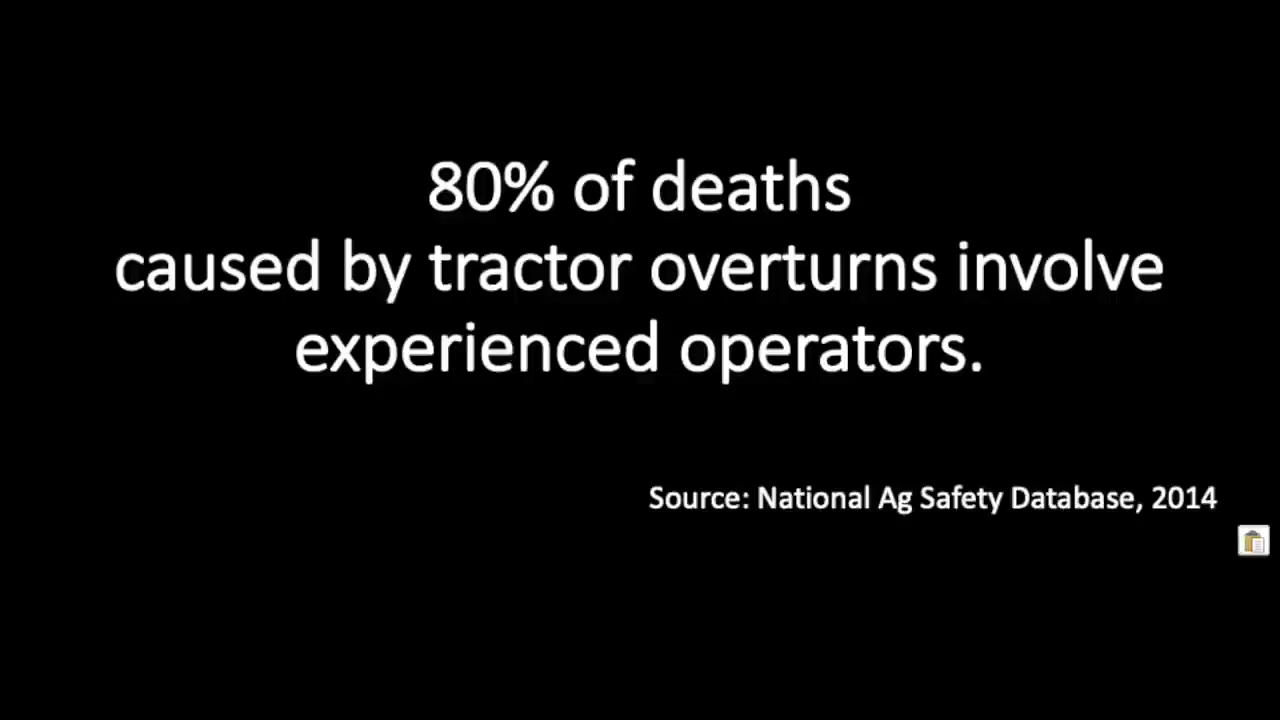 80% of deaths
caused by tractor overturns involve
experienced operators.
Source: National Ag Safety Database, 2014